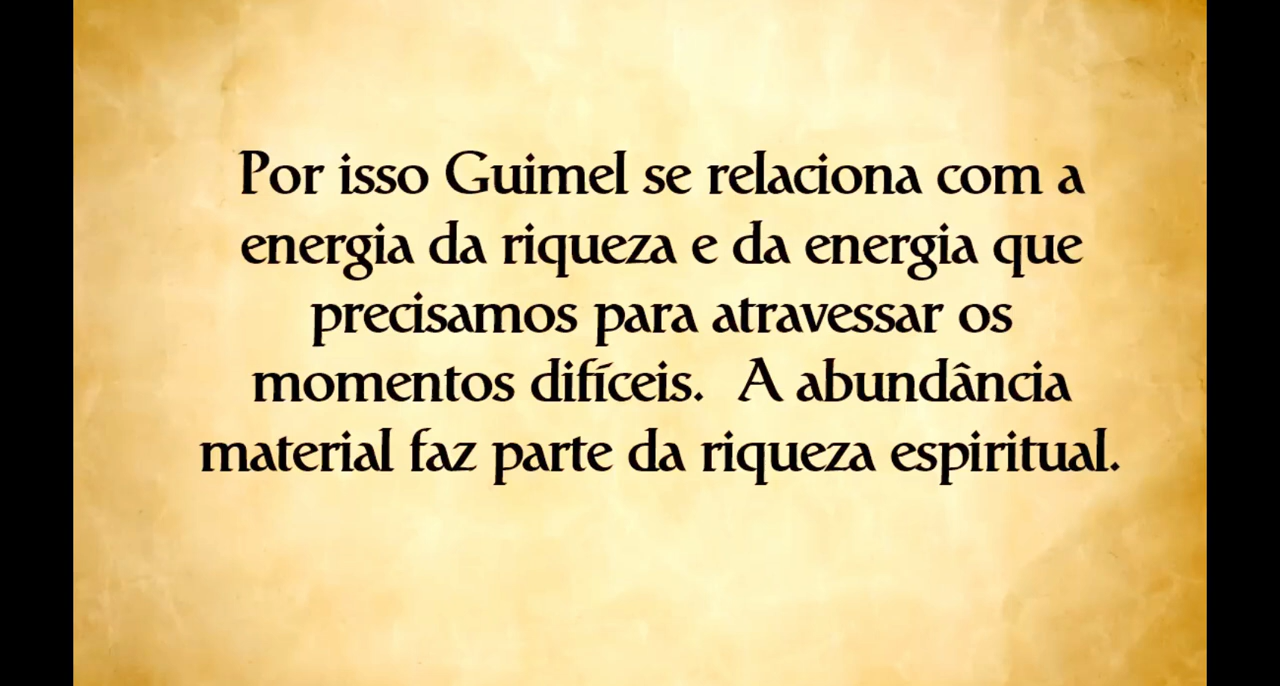 Por isso Guimel se relaciona com a
energia da riqueza e da energia que
precisamos para atravessar os
momentos difíceis.  A abundância
material faz parte da riqueza espiritual.